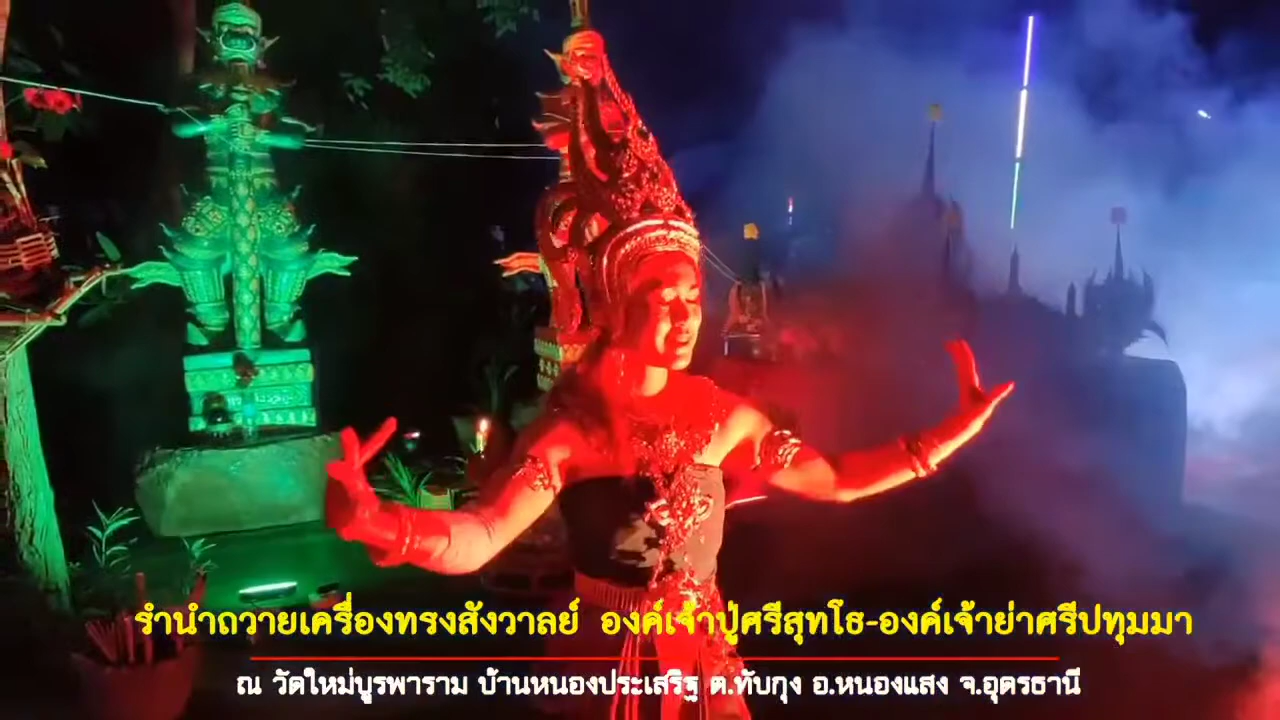 รำนำถวายเครื่องทรงสังวาลย์ องค์เจ้าปู่ศรีสุทโธ-องค์เจ้าย่าศรีปทุมมา
ณ วัดใหม่บูรพาราม บ้านหนองประเสริฐ ต.ทับกุง อ.หนองแสง จ.อุดรธานี